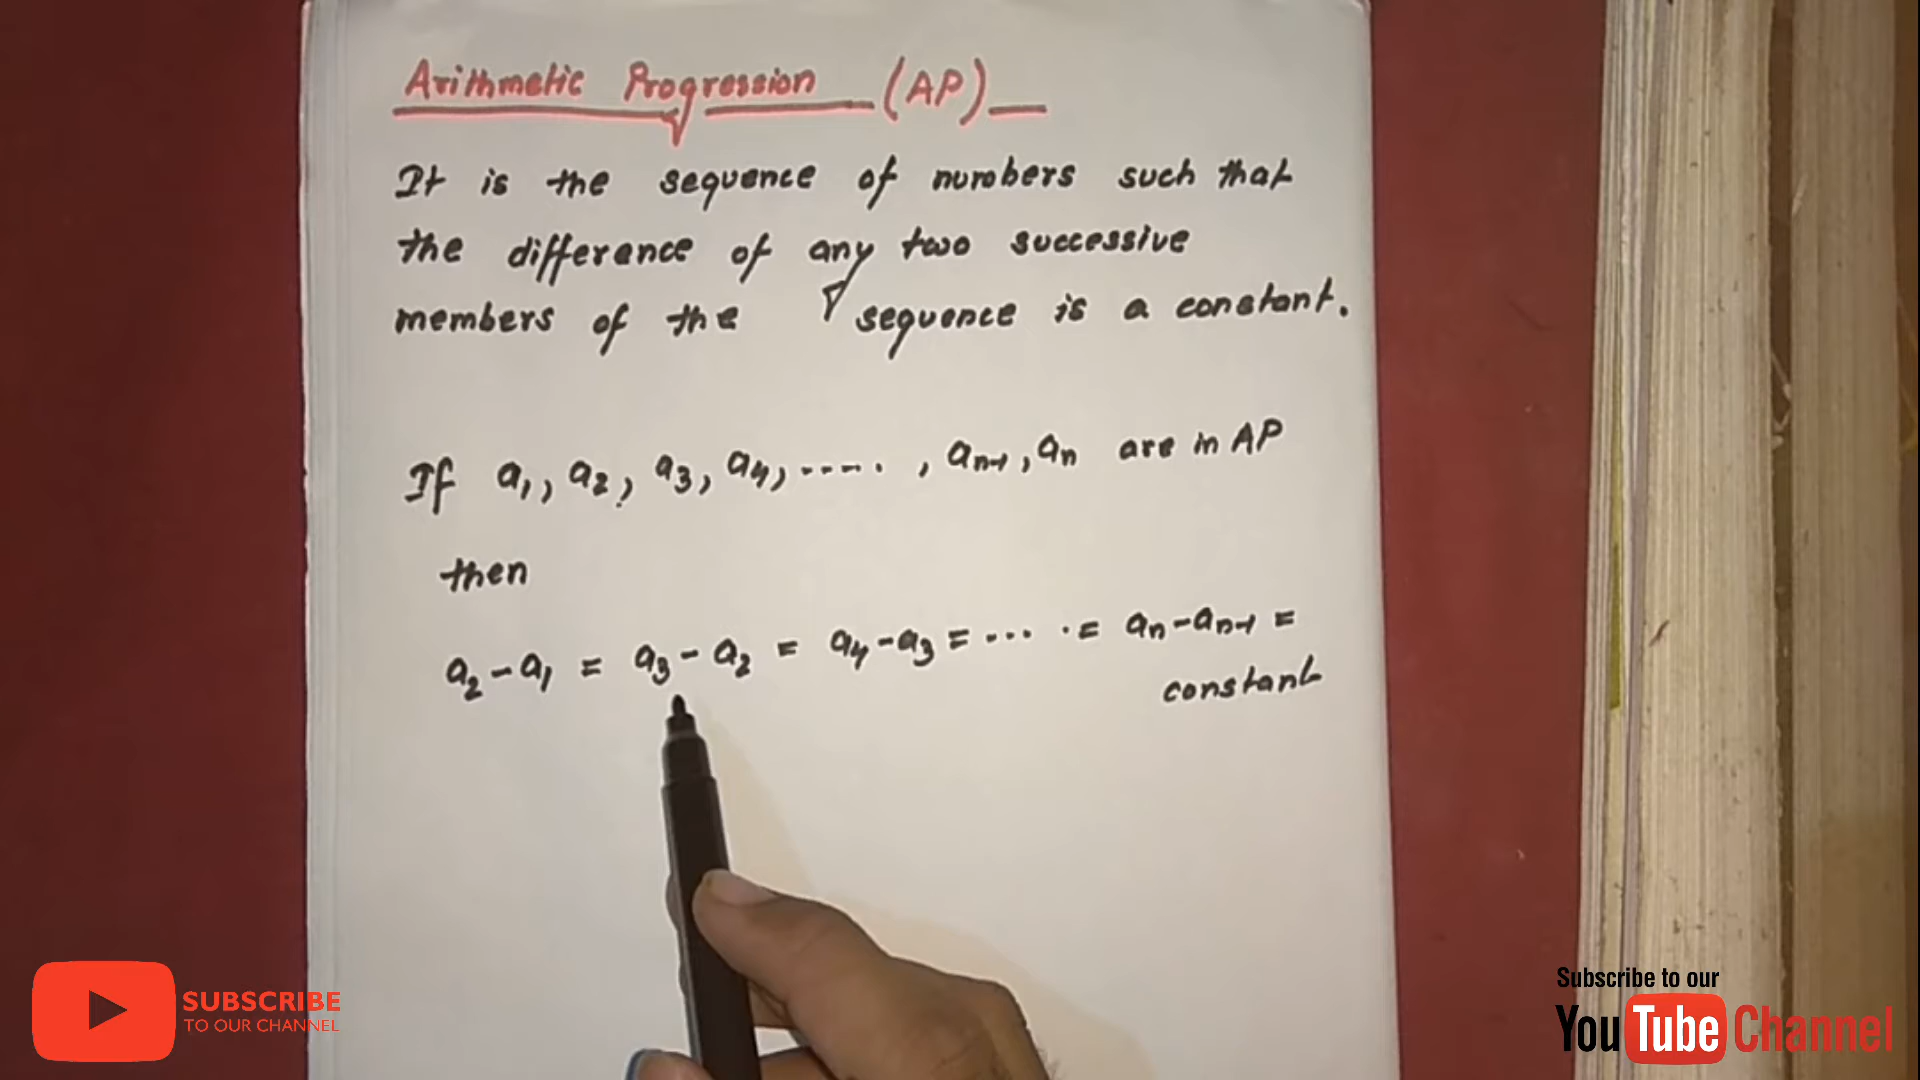 Arithmetic Progression (AP)
It is the sequence of numbers such that
the difference of any two successive
members of the sequence is a constant.
If a₁, a₂, a₃, a₄, ....., aₙ₋₁, aₙ are in AP
then
a₂ - a₁ = a₃ - a₂ = a₄ - a₃ = .... = aₙ - aₙ₋₁ =
constant
SUBSCRIBE
TO OUR CHANNEL
Subscribe to our
YouTube Channel